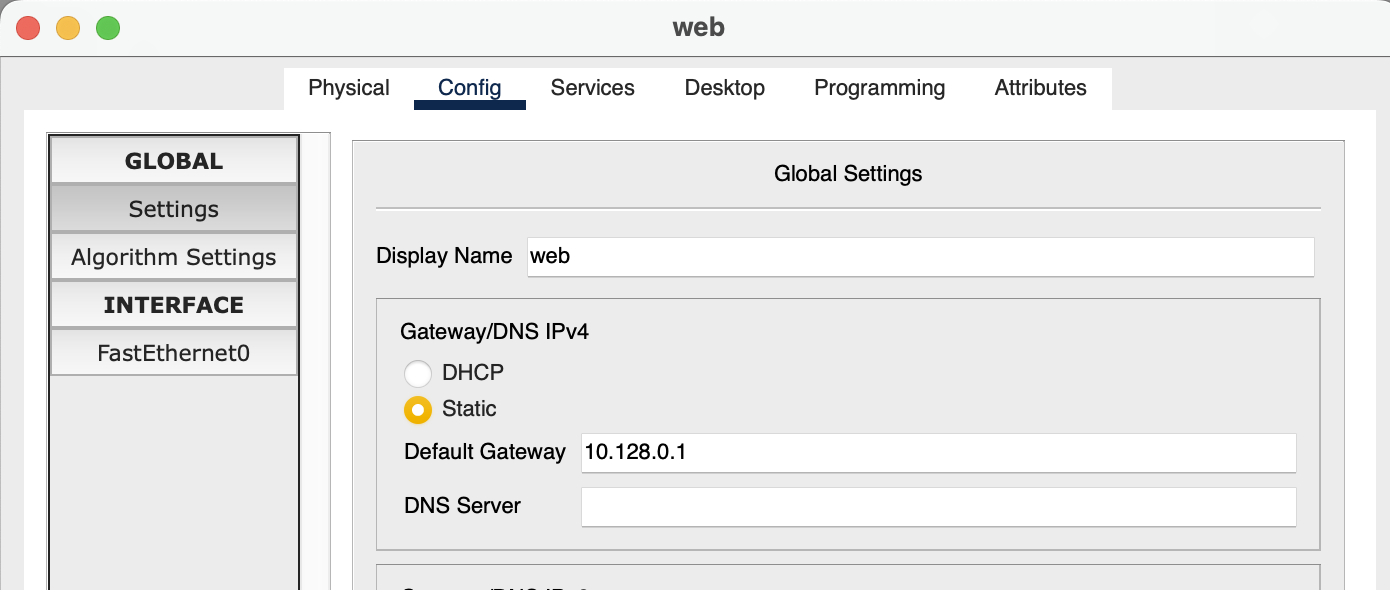 web
Physical Config Services Desktop Programming Attributes
GLOBAL
Settings
Algorithm Settings
INTERFACE
FastEthernet0
Global Settings
Display Name web
Gateway/DNS IPv4
DHCP
Static
Default Gateway 10.128.0.1
DNS Server